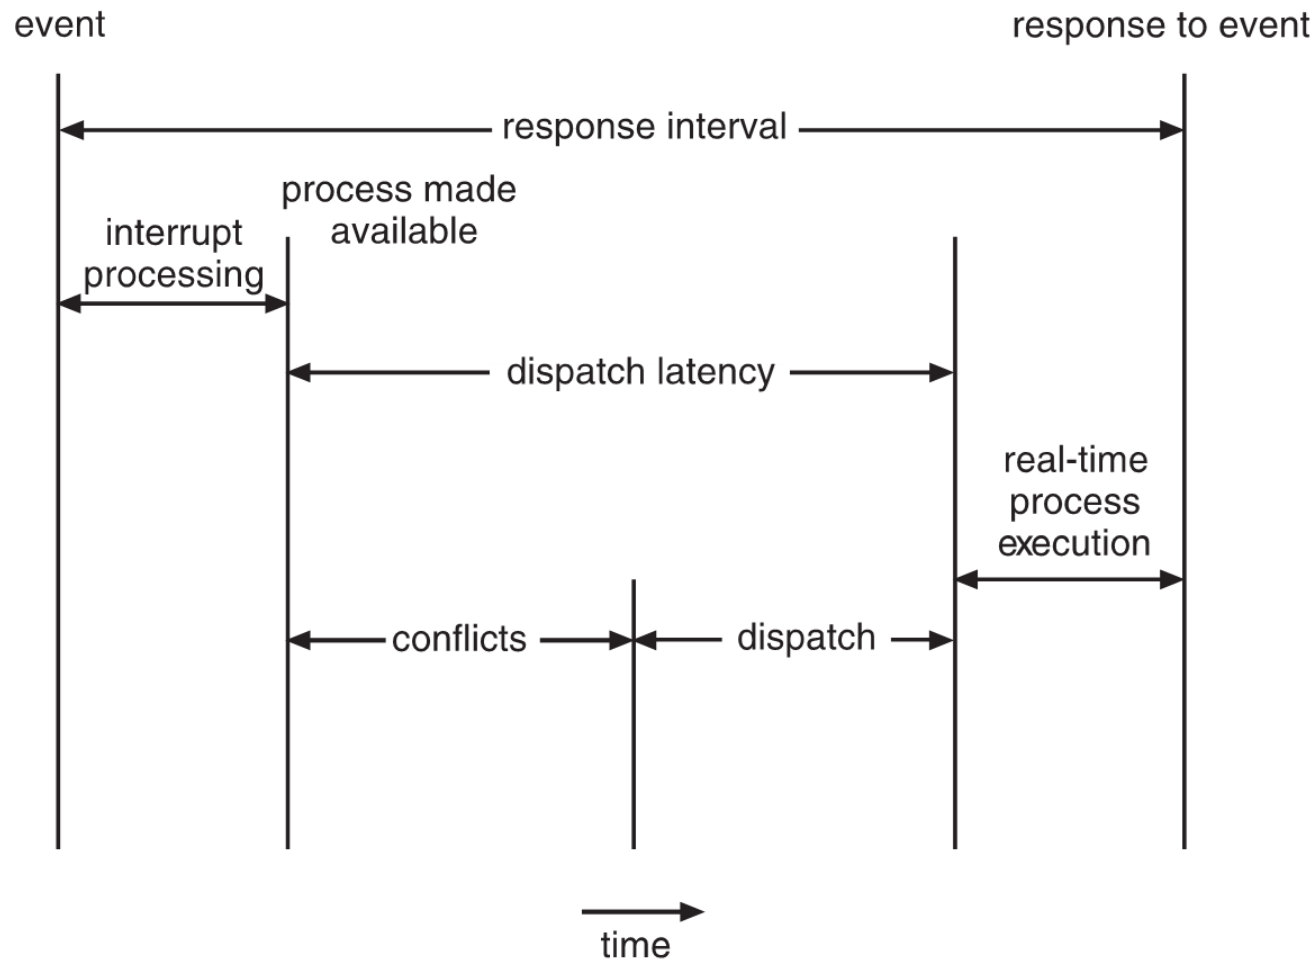 event
response to event
response interval
process made
available
interrupt
processing
dispatch latency
real-time
process
execution
conflicts
dispatch
time